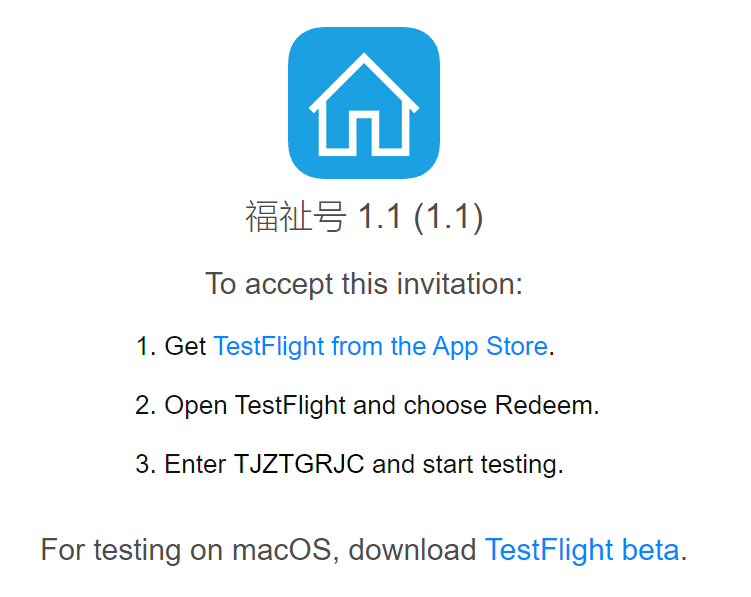 福祉号 1.1 (1.1)
To accept this invitation:
1. Get TestFlight from the App Store.
2. Open TestFlight and choose Redeem.
3. Enter TJZTGRJC and start testing.
For testing on macOS, download TestFlight beta.